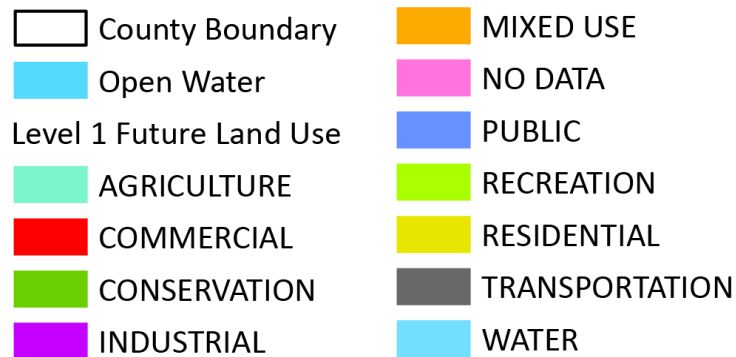 County Boundary
Open Water
Level 1 Future Land Use
AGRICULTURE
COMMERCIAL
CONSERVATION
INDUSTRIAL
MIXED USE
NO DATA
PUBLIC
RECREATION
RESIDENTIAL
TRANSPORTATION
WATER